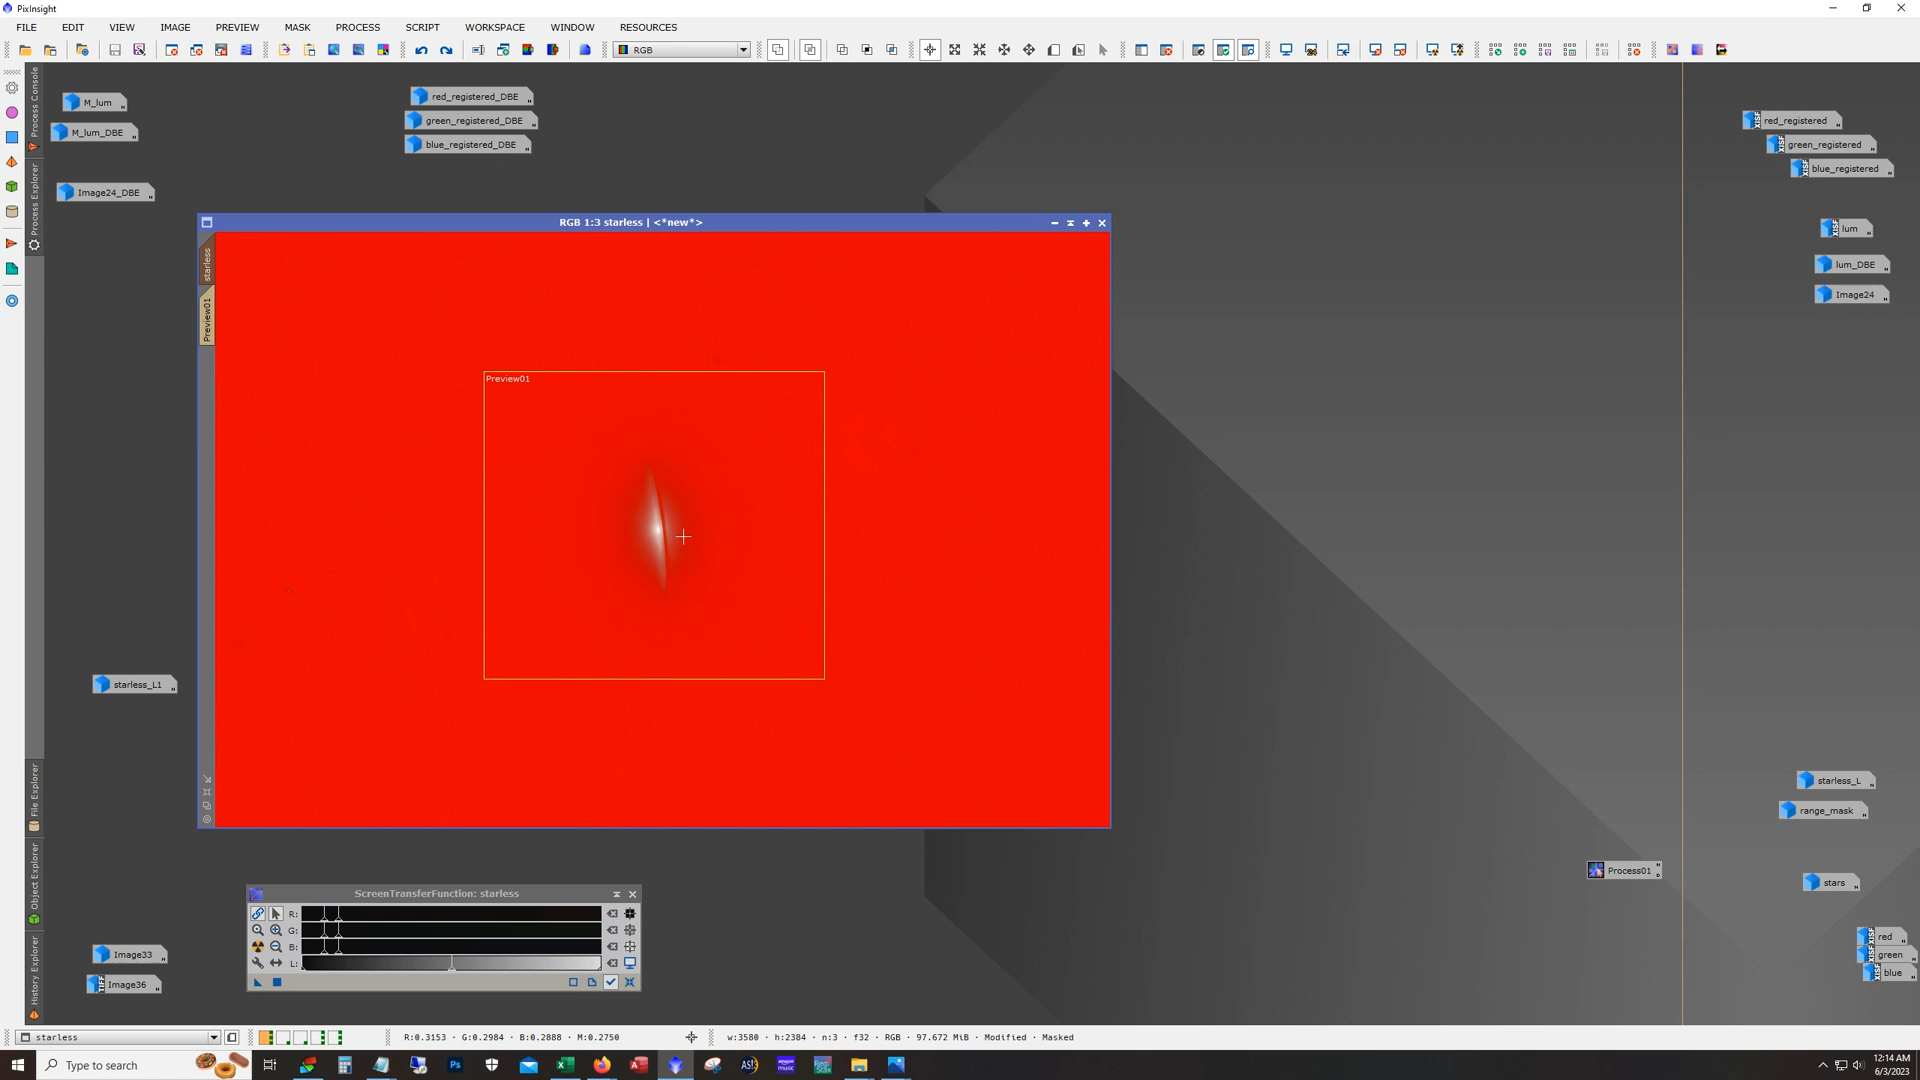 PixInsight
FILE EDIT VIEW IMAGE PREVIEW MASK PROCESS SCRIPT WORKSPACE WINDOW RESOURCES
RGB
Process Console
Process Explorer
File Explorer
Object Explorer
History Explorer
M_lum
M_lum_DBE
Image24_DBE
red_registered_DBE
green_registered_DBE
blue_registered_DBE
red_registered
green_registered
blue_registered
lum
lum_DBE
Image24
RGB 1:3 starless | <*new*>
starless
Preview01
Preview01
starless_L1
starless_L
range_mask
Process01
stars
red
green
blue
Image33
Image36
ScreenTransferFunction: starless
R:
G:
B:
L:
starless
R:0.3153 · G:0.2984 · B:0.2888 · M:0.2750
w:3580 · h:2384 · n:3 · f32 · RGB · 97.672 MiB · Modified · Masked
Type to search
Ps
AS!
amazon music
12:14 AM
6/3/2023